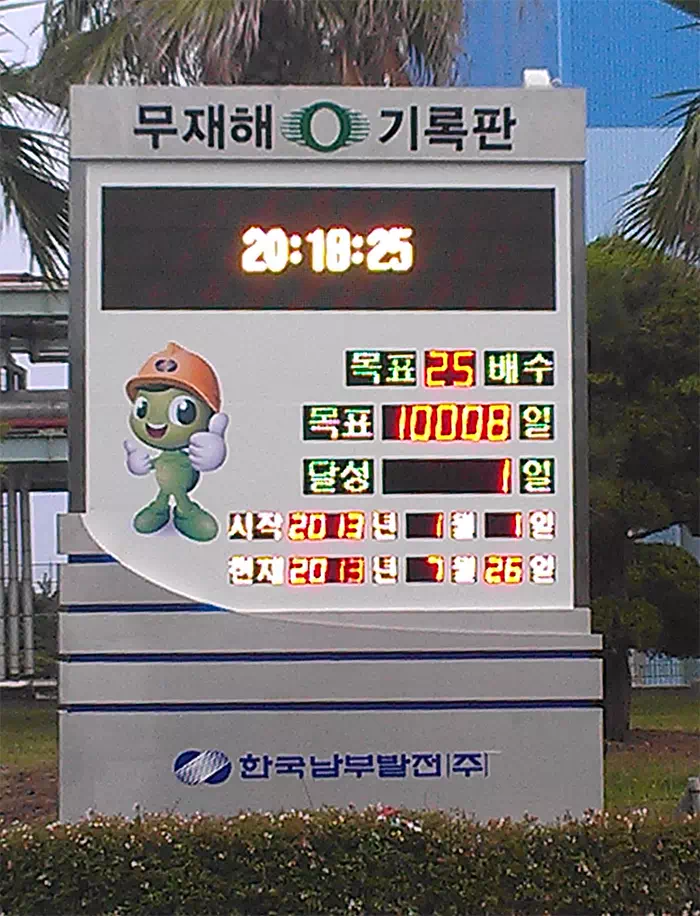 무재해 0 기록판
20:18:25
목표 25 배수
목표 10008 일
달성 1 일
시작 2013 년 1 월 1 일
현재 2013 년 7 월 26 일
한국남부발전(주)